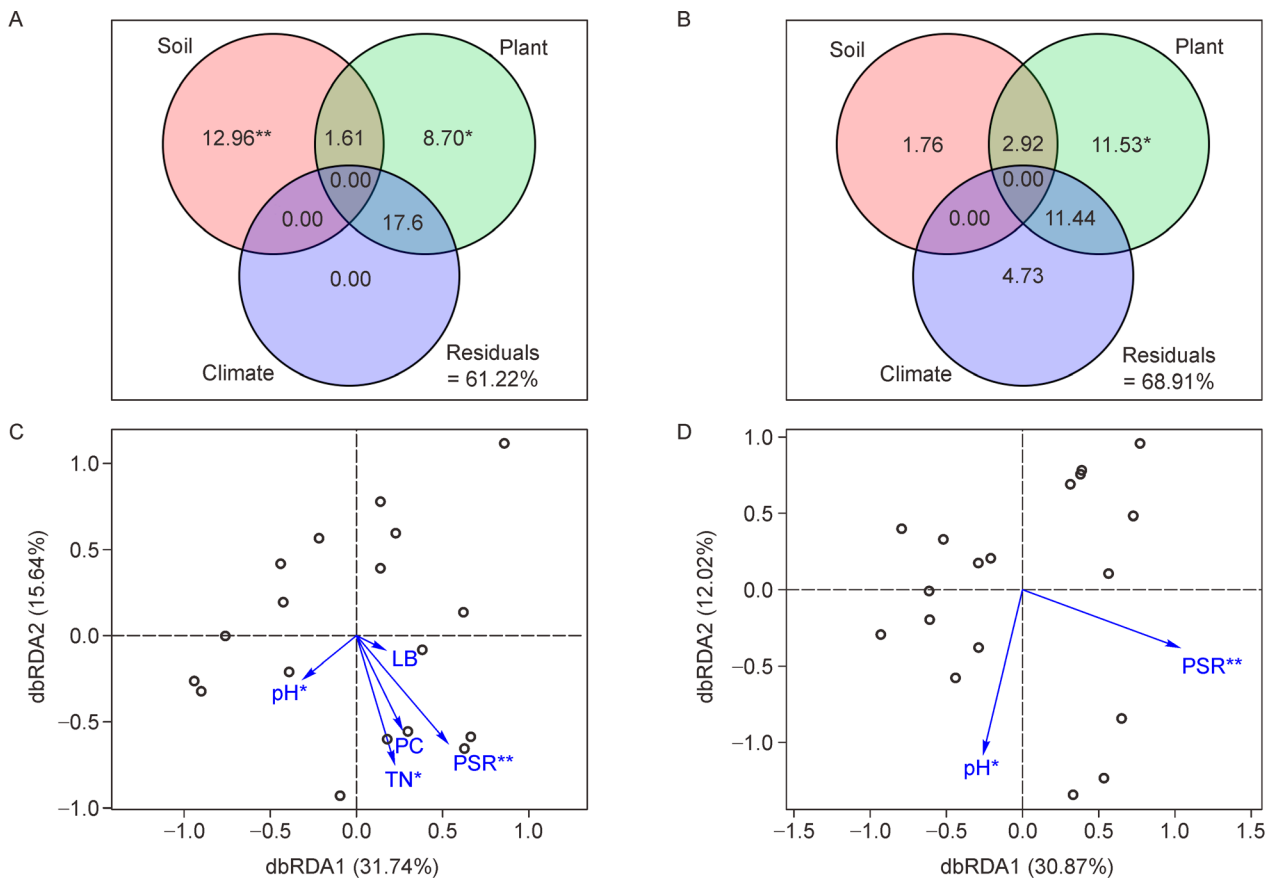 A
Soil
Plant
12.96**
1.61
8.70*
0.00
0.00
17.6
0.00
Climate
Residuals
= 61.22%
B
Soil
Plant
1.76
2.92
11.53*
0.00
0.00
11.44
4.73
Climate
Residuals
= 68.91%
C
dbRDA2 (15.64%)
1.0
0.5
0.0
−0.5
−1.0
LB
pH*
PC
PSR**
TN*
−1.0
−0.5
0.0
0.5
1.0
dbRDA1 (31.74%)
D
dbRDA2 (12.02%)
1.0
0.5
0.0
−0.5
−1.0
PSR**
pH*
−1.5
−1.0
−0.5
0.0
0.5
1.0
1.5
dbRDA1 (30.87%)